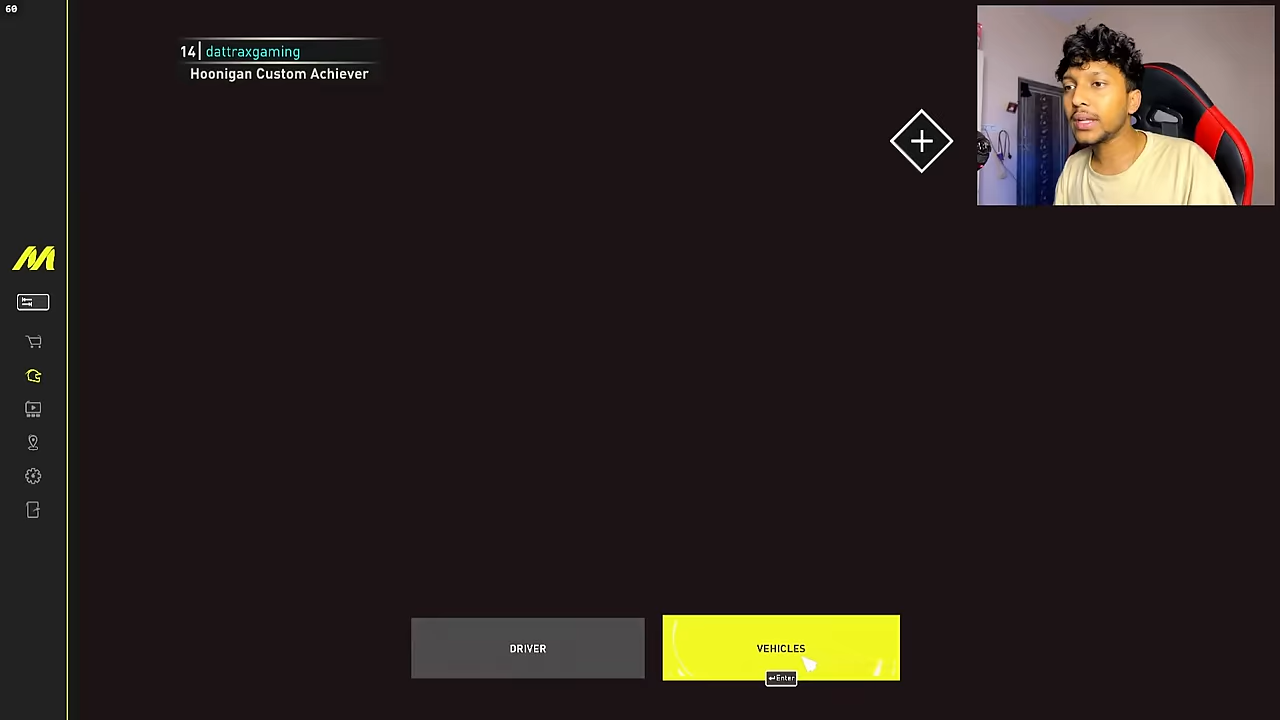 60
14 dattraxgaming
Hoonigan Custom Achiever
DRIVER
VEHICLES
Enter